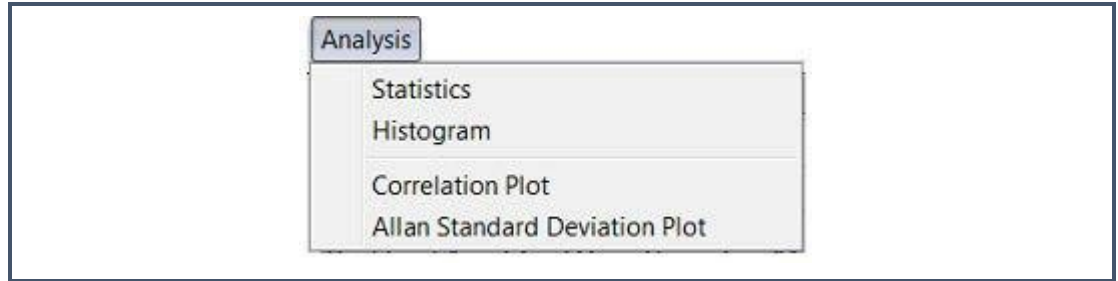 Analysis
Statistics
Histogram
Correlation Plot
Allan Standard Deviation Plot